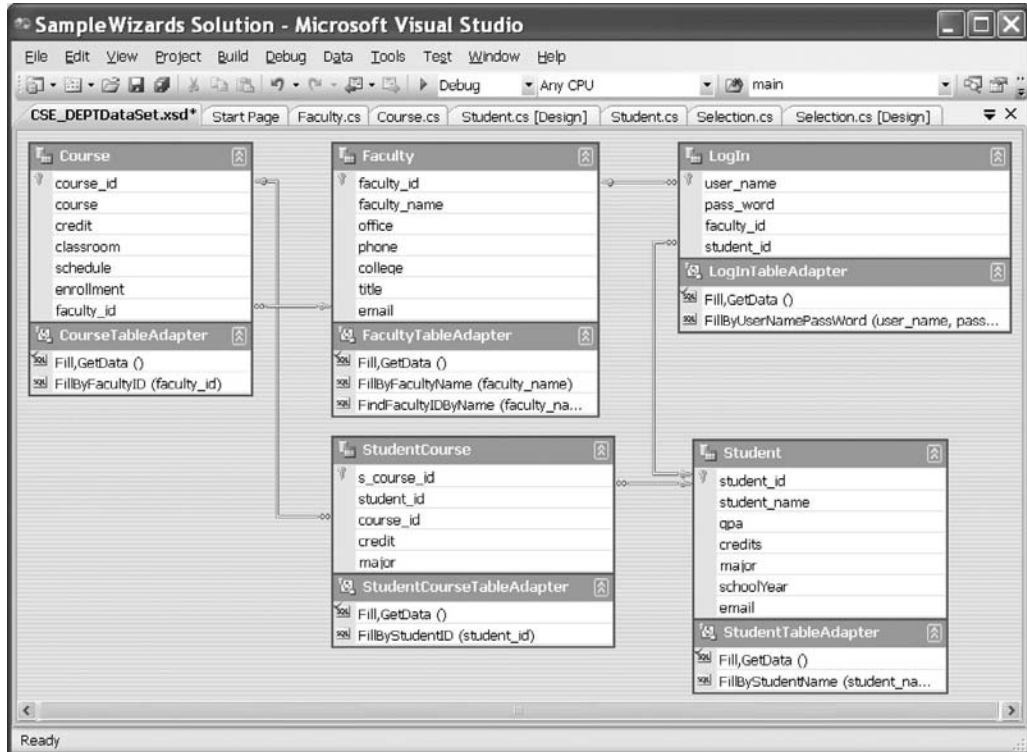 SampleWizards Solution - Microsoft Visual Studio
File Edit View Project Build Debug Data Tools Test Window Help
Debug Any CPU main
CSE_DEPTDataSet.xsd* Start Page Faculty.cs Course.cs Student.cs [Design] Student.cs Selection.cs Selection.cs [Design]
Course
course_id
course
credit
classroom
schedule
enrollment
faculty_id
CourseTableAdapter
Fill,GetData ()
FillByFacultyID (faculty_id)
Faculty
faculty_id
faculty_name
office
phone
college
title
email
FacultyTableAdapter
Fill,GetData ()
FillByFacultyName (faculty_name)
FindFacultyIDByName (faculty_na...
LogIn
user_name
pass_word
faculty_id
student_id
LogInTableAdapter
Fill,GetData ()
FillByUserNamePassWord (user_name, pass...
StudentCourse
s_course_id
student_id
course_id
credit
major
StudentCourseTableAdapter
Fill,GetData ()
FillByStudentID (student_id)
Student
student_id
student_name
gpa
credits
major
schoolYear
email
StudentTableAdapter
Fill,GetData ()
FillByStudentName (student_na...
Ready